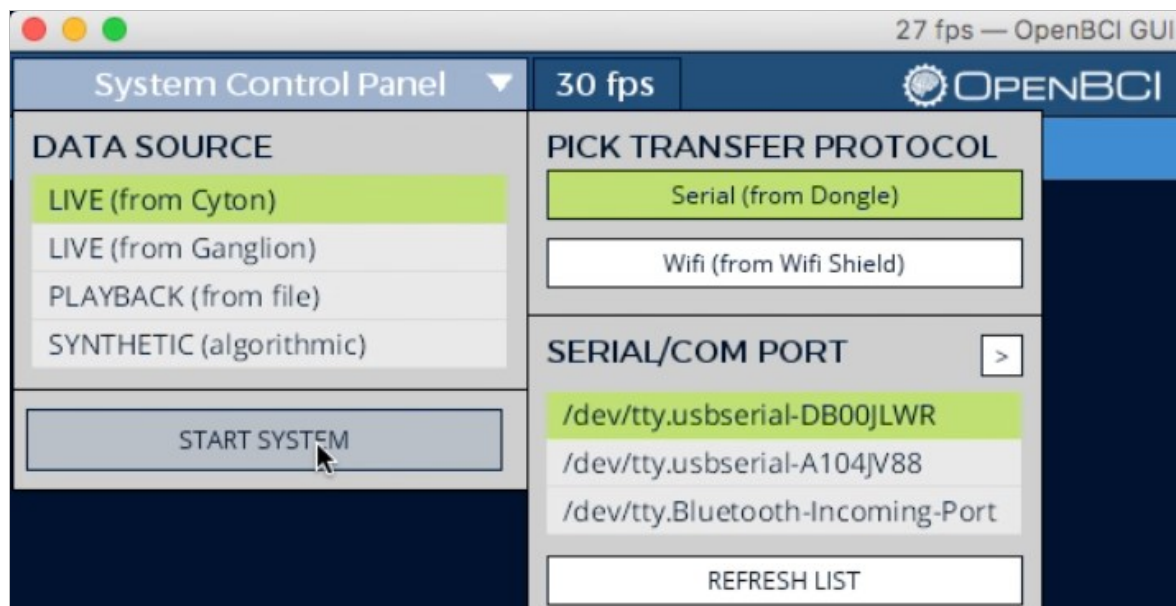 27 fps — OpenBCI GUI
System Control Panel
30 fps
OPENBCI
DATA SOURCE
LIVE (from Cyton)
LIVE (from Ganglion)
PLAYBACK (from file)
SYNTHETIC (algorithmic)
START SYSTEM
PICK TRANSFER PROTOCOL
Serial (from Dongle)
Wifi (from Wifi Shield)
SERIAL/COM PORT
>
/dev/tty.usbserial-DB00JLWR
/dev/tty.usbserial-A104JV88
/dev/tty.Bluetooth-Incoming-Port
REFRESH LIST